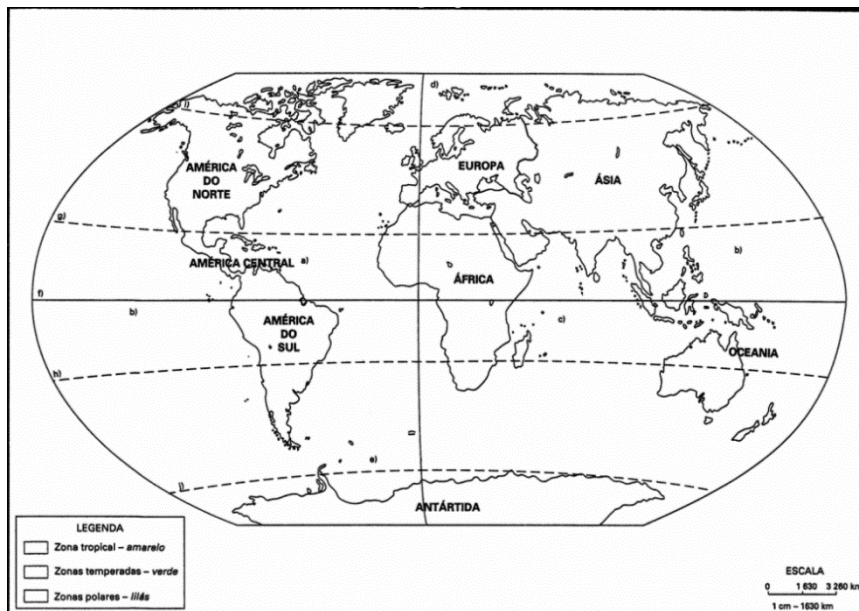 d)
i)
AMÉRICA
DO
NORTE
EUROPA
ÁSIA
g)
AMÉRICA CENTRAL
a)
b)
ÁFRICA
f)
b)
AMÉRICA
DO
SUL
c)
OCEANIA
h)
e)
j)
ANTÁRTIDA
LEGENDA
Zona tropical – amarelo
Zonas temperadas – verde
Zonas polares – lilás
ESCALA
0 1 630 3 260 km
1 cm – 1630 km